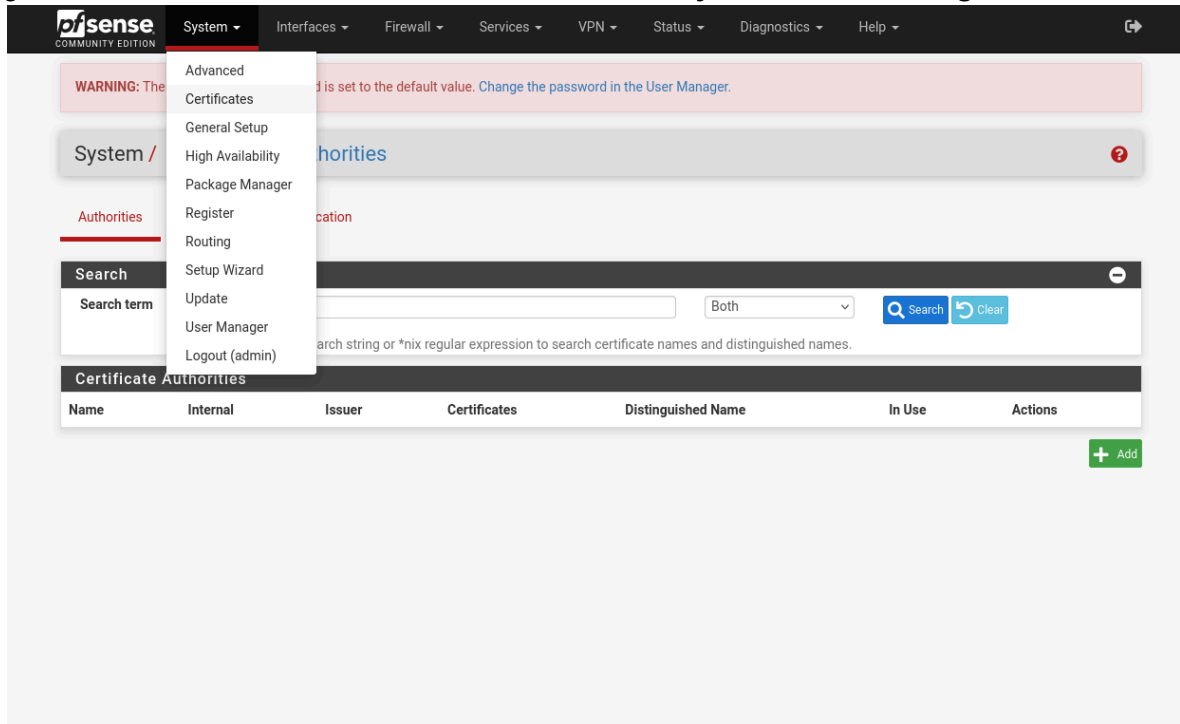 pfsense
COMMUNITY EDITION
System Interfaces Firewall Services VPN Status Diagnostics Help
Advanced
Certificates
General Setup
High Availability
Package Manager
Register
Routing
Setup Wizard
Update
User Manager
Logout (admin)
WARNING: The d is set to the default value. Change the password in the User Manager.
System / horities
Authorities cation
Search
Search term Both Search Clear
arch string or *nix regular expression to search certificate names and distinguished names.
Certificate Authorities
Name Internal Issuer Certificates Distinguished Name In Use Actions
Add